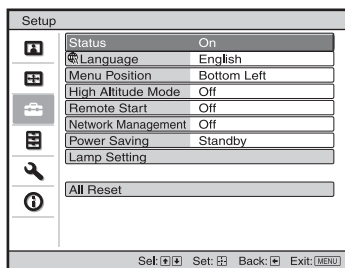 Setup
Status On
Language English
Menu Position Bottom Left
High Altitude Mode Off
Remote Start Off
Network Management Off
Power Saving Standby
Lamp Setting
All Reset
Sel: Set: Back: Exit: MENU